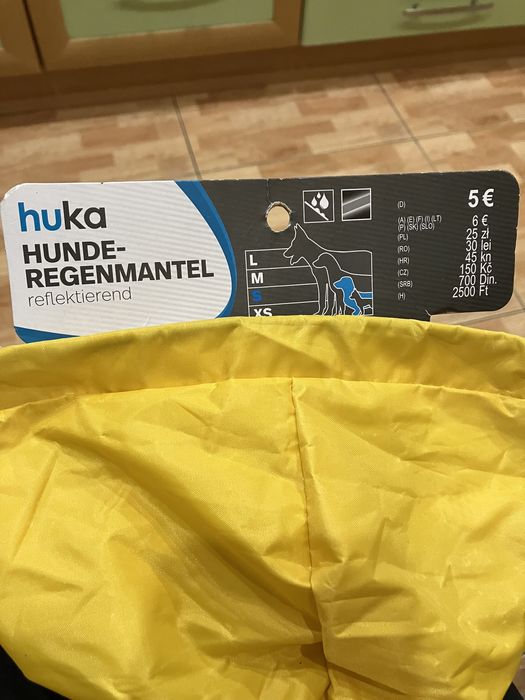 huka
HUNDE-
REGENMANTEL
reflektierend
L
M
S
XS
(D) 5 €
(A) (E) (F) (I) (LT)
(P) (SK) (SLO) 6 €
(PL) 25 zł
(RO) 30 lei
(HR) 45 kn
(CZ) 150 Kč
(SRB) 700 Din.
(H) 2500 Ft